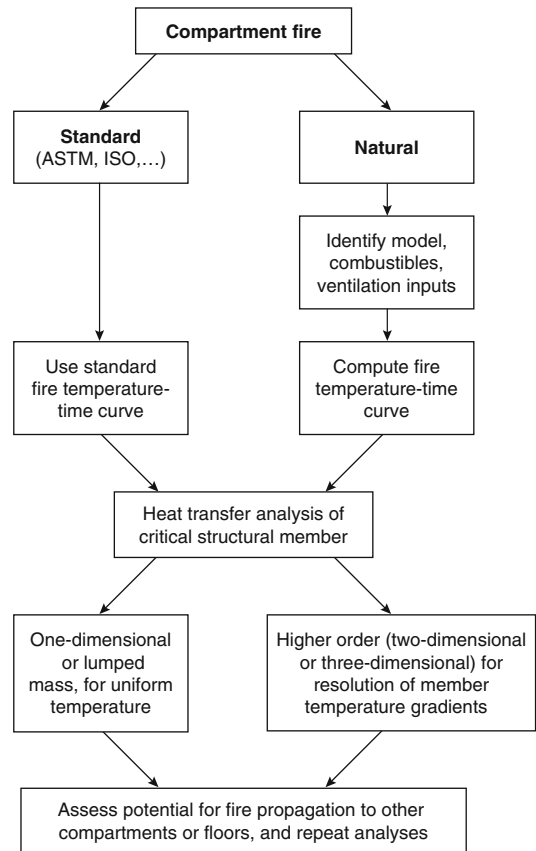 Compartment fire
Standard
(ASTM, ISO,...)
Natural
Identify model,
combustibles,
ventilation inputs
Use standard
fire temperature-
time curve
Compute fire
temperature-time
curve
Heat transfer analysis of
critical structural member
One-dimensional
or lumped
mass, for uniform
temperature
Higher order (two-dimensional
or three-dimensional) for
resolution of member
temperature gradients
Assess potential for fire propagation to other
compartments or floors, and repeat analyses